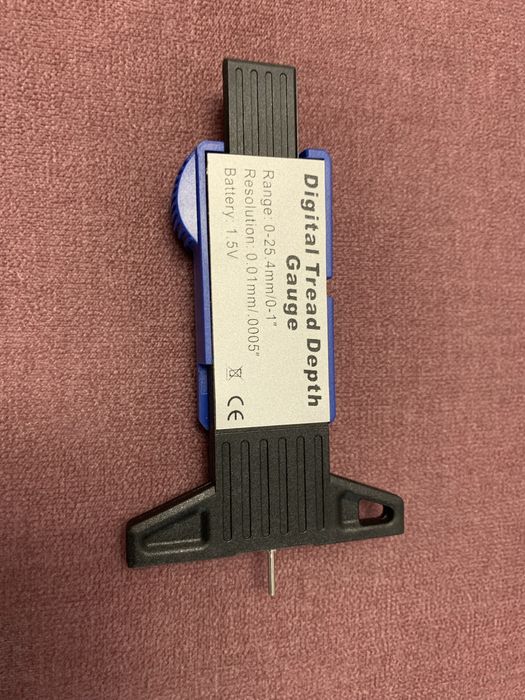 Digital Tread Depth
Gauge
Range: 0-25.4mm/0-1"
Resolution: 0.01mm/.0005"
Battery: 1.5V
CE